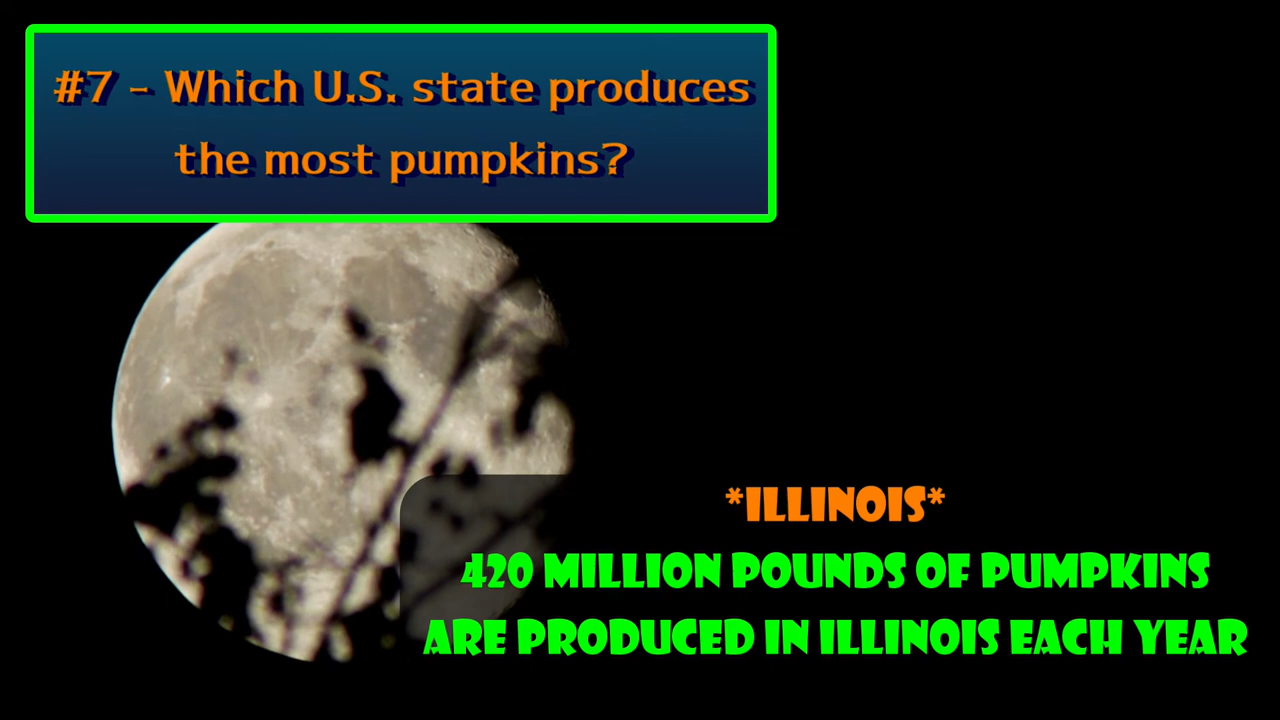 #7 - Which U.S. state produces
the most pumpkins?
*ILLINOIS*
420 MILLION POUNDS OF PUMPKINS
ARE PRODUCED IN ILLINOIS EACH YEAR